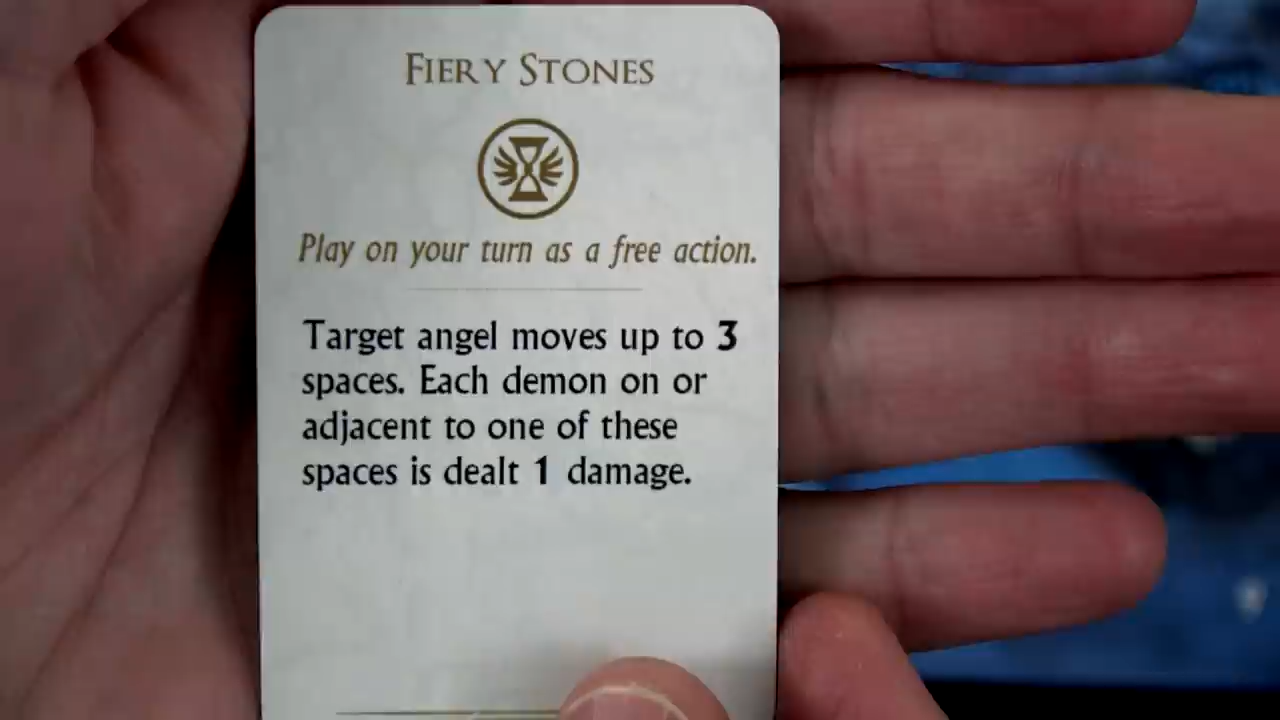 FIERY STONES
Play on your turn as a free action.
Target angel moves up to 3
spaces. Each demon on or
adjacent to one of these
spaces is dealt 1 damage.